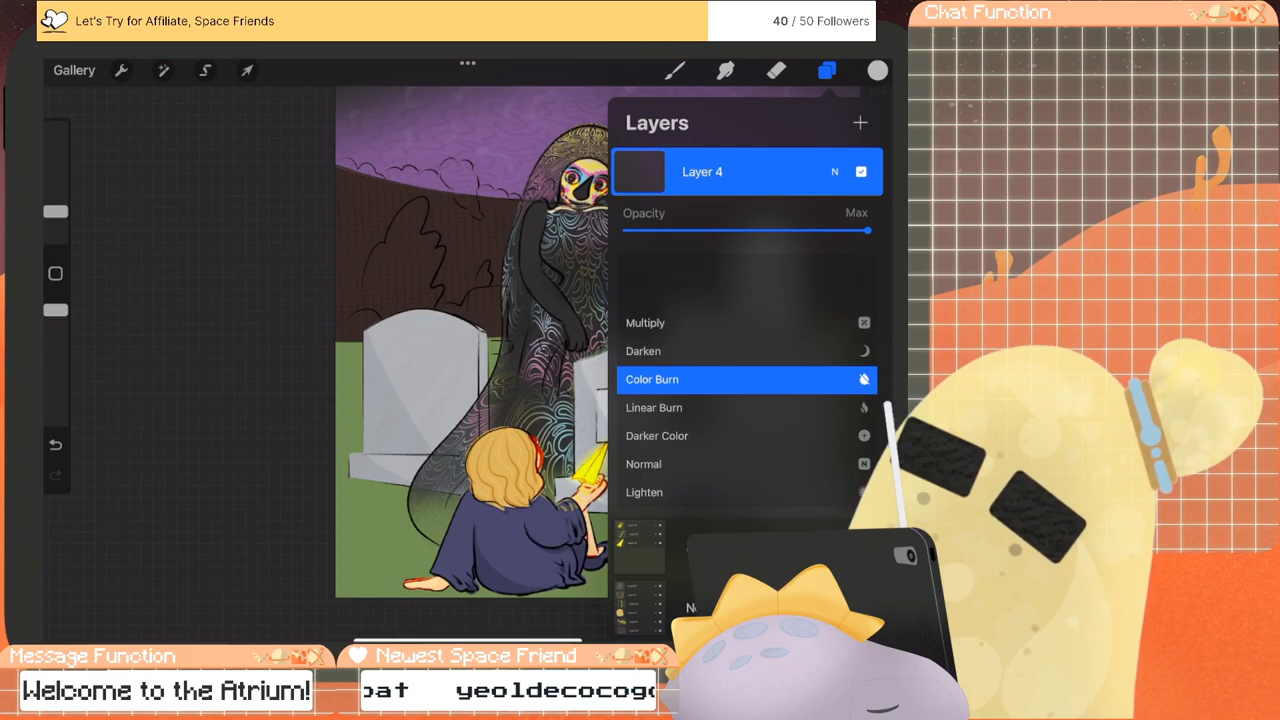 Let's Try for Affiliate, Space Friends
40 / 50 Followers
Chat Function
Gallery
Layers
Layer 4
N
Opacity
Max
Multiply
Darken
Color Burn
Linear Burn
Darker Color
Normal
N
Lighten
Message Function
Newest Space Friend
Welcome to the Atrium!